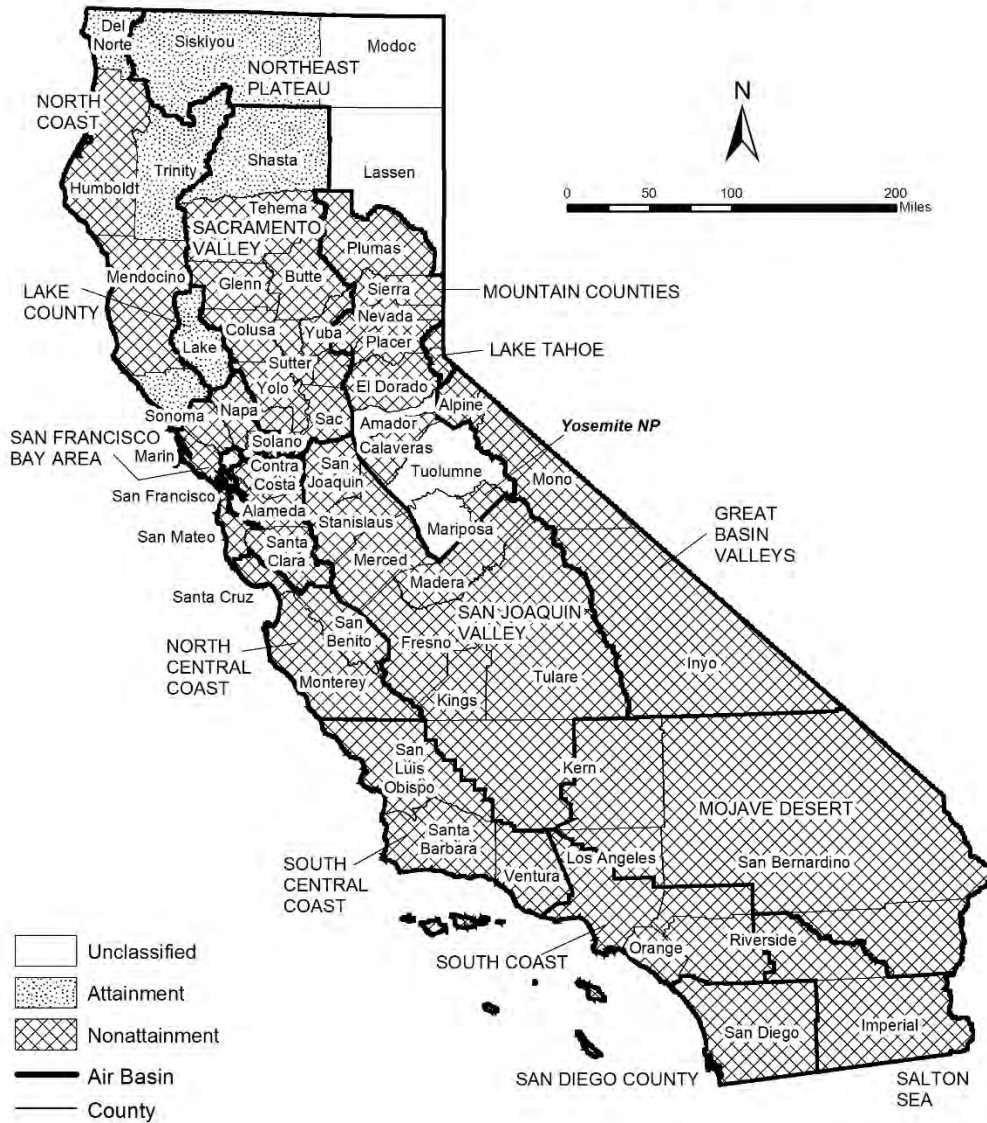 Del
Norte
Siskiyou
Modoc
NORTHEAST
PLATEAU
NORTH
COAST
Trinity
Shasta
Lassen
Humboldt
Tehema
SACRAMENTO
VALLEY
Plumas
Mendocino
Glenn
Butte
Sierra
MOUNTAIN COUNTIES
LAKE
COUNTY
Nevada
Colusa
Yuba
Placer
Lake
LAKE TAHOE
Sutter
Yolo
El Dorado
Sonoma
Napa
Sac
Alpine
Amador
Yosemite NP
SAN FRANCISCO
BAY AREA
Marin
Solano
Calaveras
Contra
Costa
San
Joaquin
Tuolumne
Mono
San Francisco
Alameda
Stanislaus
GREAT
BASIN
VALLEYS
San Mateo
Santa
Clara
Mariposa
Merced
Madera
Santa Cruz
SAN JOAQUIN
VALLEY
San
Benito
NORTH
CENTRAL
COAST
Fresno
Inyo
Monterey
Tulare
Kings
San
Luis
Obispo
Kern
MOJAVE DESERT
Santa
Barbara
Los Angeles
San Bernardino
SOUTH
CENTRAL
COAST
Ventura
Orange
Riverside
SOUTH COAST
San Diego
Imperial
SAN DIEGO COUNTY
SALTON
SEA
N
0 50 100 200
Miles
Unclassified
Attainment
Nonattainment
Air Basin
County